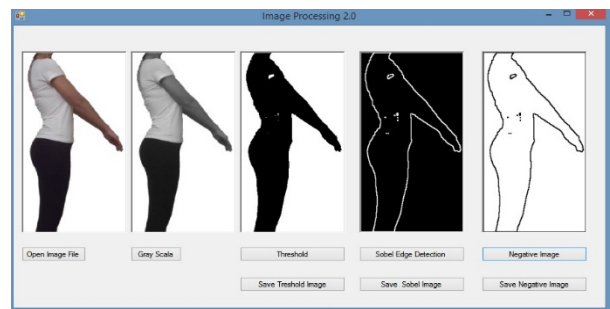 Image Processing 2.0
Open Image File
Gray Scala
Threshold
Sobel Edge Detection
Negative Image
Save Treshold Image
Save Sobel Image
Save Negative Image